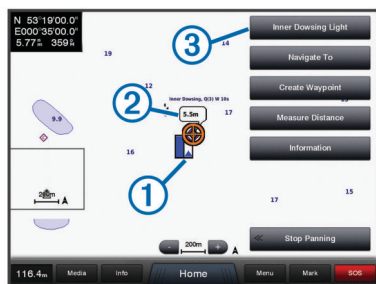 N 53°19'00.0"
E000°35'00.0"
5.77 359
Inner Dowsing Light
19
14
3
Navigate To
12
Inner Dowsing, Q(3) W 10s
Create Waypoint
2
5.5m
17
9.9
Measure Distance
16
Information
1
15
17
- 200m +
Stop Panning
116.4m
Media
Info
Home
Menu
Mark
SOS